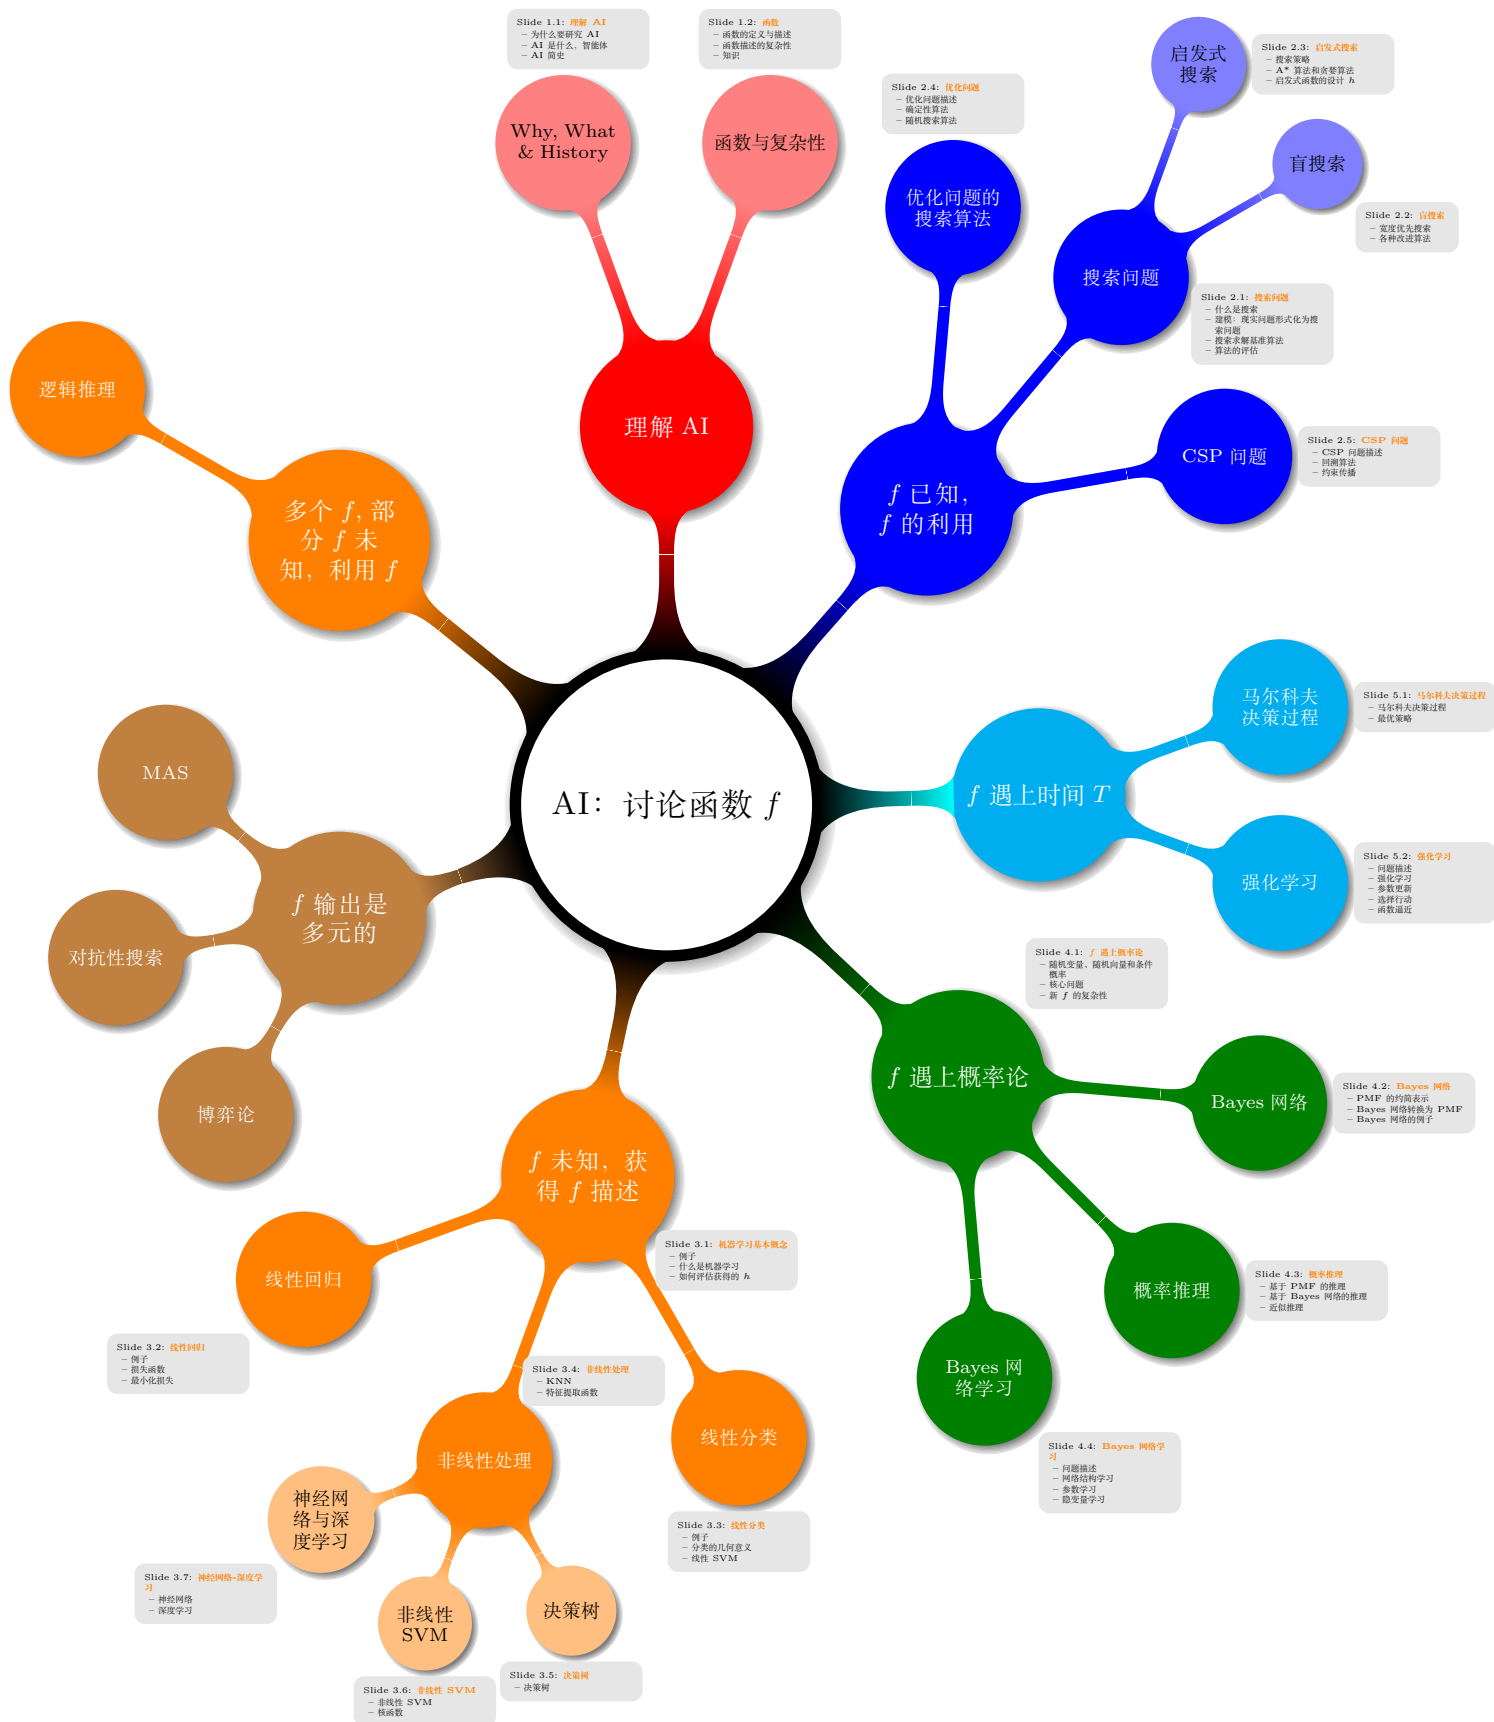 Slide 1.1: 理解 AI
– 为什么要研究 AI
– AI 是什么，智能体
– AI 简史
Slide 1.2: 函数
– 函数的定义与描述
– 函数描述的复杂性
– 知识
Why, What
& History
函数与复杂性
理解 AI
Slide 2.4: 优化问题
– 优化问题描述
– 确定性算法
– 随机搜索算法
优化问题的
搜索算法
启发式
搜索
Slide 2.3: 启发式搜索
– 搜索策略
– A* 算法和贪婪算法
– 启发式函数的设计 h
盲搜索
Slide 2.2: 盲搜索
– 宽度优先搜索
– 各种改进算法
搜索问题
Slide 2.1: 搜索问题
– 什么是搜索
– 建模：现实问题形式化为搜
索问题
– 搜索求解基准算法
– 算法的评估
CSP 问题
Slide 2.5: CSP 问题
– CSP 问题描述
– 回溯算法
– 约束传播
f 已知，
f 的利用
逻辑推理
多个 f, 部
分 f 未
知，利用 f
AI：讨论函数 f
f 遇上时间 T
马尔科夫
决策过程
Slide 5.1: 马尔科夫决策过程
– 马尔科夫决策过程
– 最优策略
强化学习
Slide 5.2: 强化学习
– 问题描述
– 强化学习
– 参数更新
– 选择行动
– 函数逼近
MAS
对抗性搜索
博弈论
f 输出是
多元的
Slide 4.1: f 遇上概率论
– 随机变量、随机向量和条件
概率
– 核心问题
– 新 f 的复杂性
f 遇上概率论
Bayes 网络
Slide 4.2: Bayes 网络
– PMF 的约简表示
– Bayes 网络转换为 PMF
– Bayes 网络的例子
概率推理
Slide 4.3: 概率推理
– 基于 PMF 的推理
– 基于 Bayes 网络的推理
– 近似推理
Bayes 网
络学习
Slide 4.4: Bayes 网络学
习
– 问题描述
– 网络结构学习
– 参数学习
– 隐变量学习
f 未知，获
得 f 描述
Slide 3.1: 机器学习基本概念
– 例子
– 什么是机器学习
– 如何评估获得的 h
线性回归
Slide 3.2: 线性回归
– 例子
– 损失函数
– 最小化损失
Slide 3.4: 非线性处理
– KNN
– 特征提取函数
非线性处理
线性分类
Slide 3.3: 线性分类
– 例子
– 分类的几何意义
– 线性 SVM
神经网
络与深
度学习
Slide 3.7: 神经网络-深度学
习
– 神经网络
– 深度学习
非线性
SVM
Slide 3.6: 非线性 SVM
– 非线性 SVM
– 核函数
决策树
Slide 3.5: 决策树
– 决策树